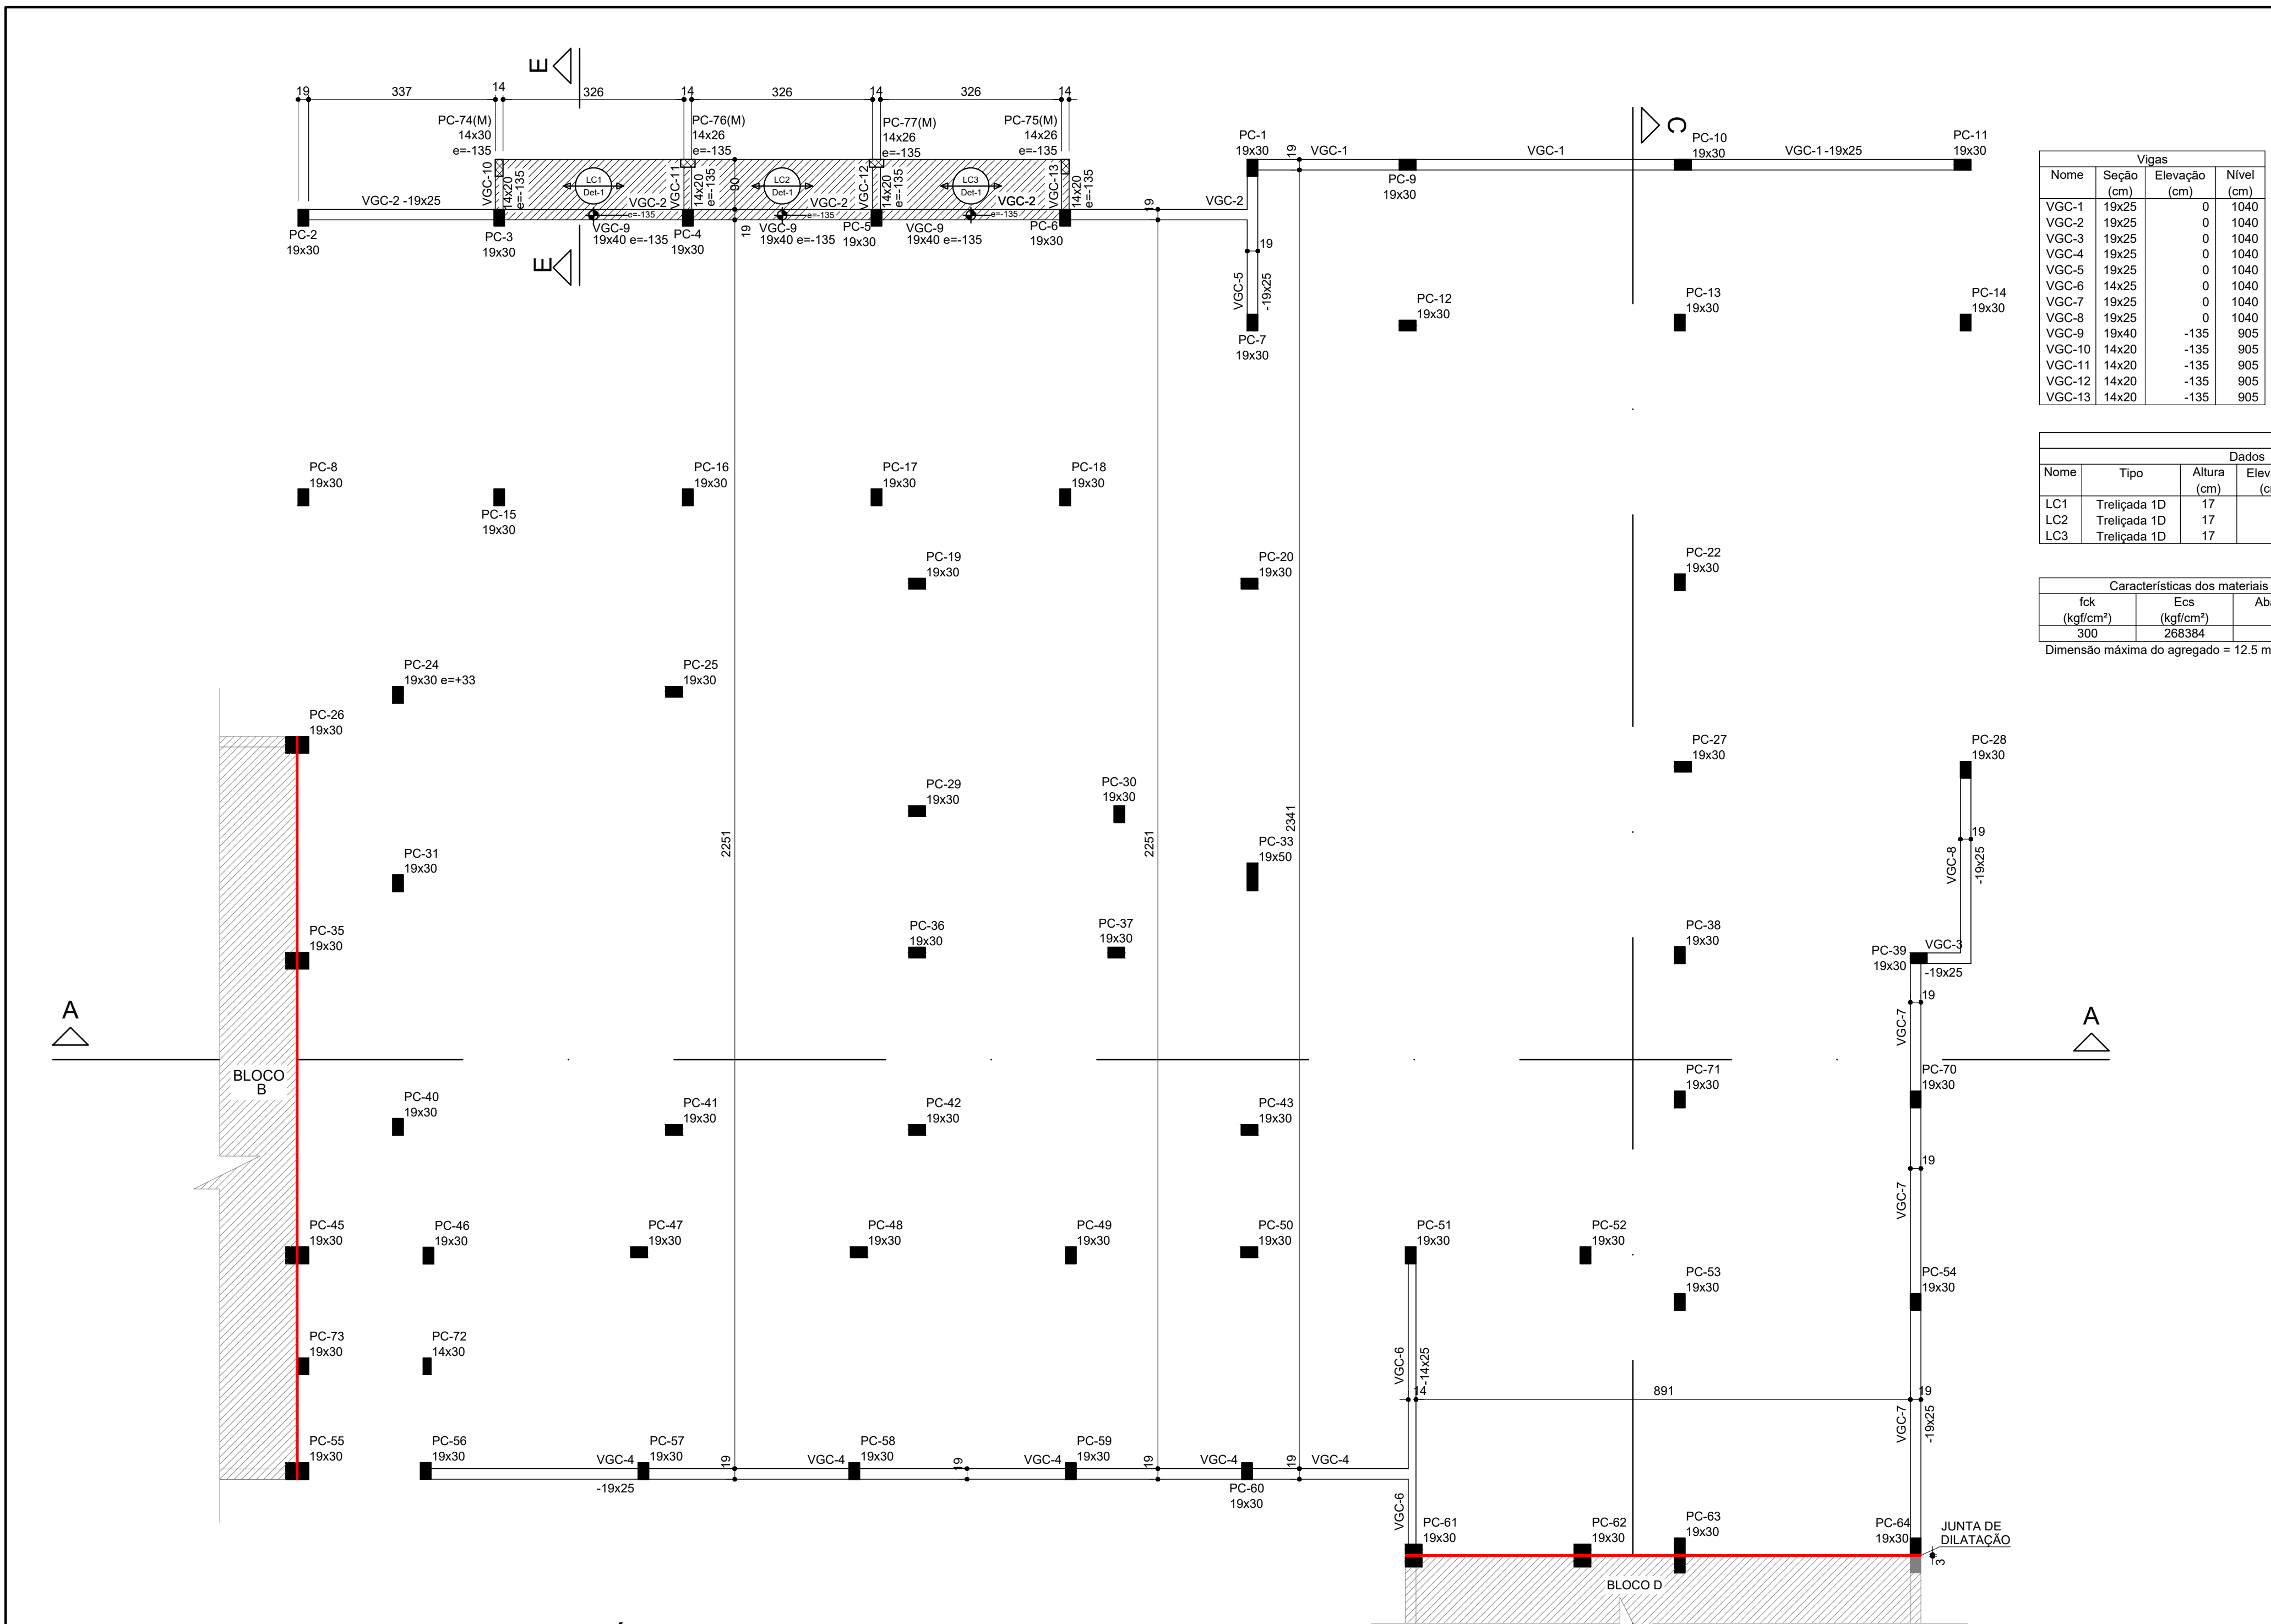 E
C
19
337
14
326
14
326
14
326
14
PC-74(M)
14x30
e=-135
PC-76(M)
14x26
e=-135
PC-77(M)
14x26
e=-135
PC-75(M)
14x26
e=-135
PC-1
19x30
VGC-1
19
VGC-1
PC-10
19x30
VGC-1 -19x25
PC-11
19x30
PC-9
19x30
VGC-10
14x20
e=-135
LC1
Det-1
VGC-11
14x20
e=-135
90
LC2
Det-1
VGC-12
14x20
e=-135
LC3
Det-1
VGC-13
14x20
e=-135
VGC-2 -19x25
VGC-2
VGC-2
VGC-2
19
VGC-2
e=-135
e=-135
e=-135
PC-2
19x30
PC-3
19x30
VGC-9
19x40 e=-135
PC-4
19x30
19
VGC-9
19x40 e=-135
PC-5
19x30
VGC-9
19x40 e=-135
PC-6
19x30
E
19
VGC-5
-19x25
PC-7
19x30
PC-12
19x30
PC-13
19x30
PC-14
19x30
Vigas
Nome Seção Elevação Nível
(cm) (cm) (cm)
VGC-1 19x25 0 1040
VGC-2 19x25 0 1040
VGC-3 19x25 0 1040
VGC-4 19x25 0 1040
VGC-5 19x25 0 1040
VGC-6 14x25 0 1040
VGC-7 19x25 0 1040
VGC-8 19x25 0 1040
VGC-9 19x40 -135 905
VGC-10 14x20 -135 905
VGC-11 14x20 -135 905
VGC-12 14x20 -135 905
VGC-13 14x20 -135 905
Dados
Nome Tipo Altura
(cm)
LC1 Treliçada 1D 17
LC2 Treliçada 1D 17
LC3 Treliçada 1D 17
Características dos materiais
fck Ecs
(kgf/cm²) (kgf/cm²)
300 268384
Dimensão máxima do agregado = 12.5 m
PC-8
19x30
PC-15
19x30
PC-16
19x30
PC-17
19x30
PC-18
19x30
PC-19
19x30
PC-20
19x30
PC-22
19x30
PC-24
19x30 e=+33
PC-25
19x30
PC-26
19x30
PC-27
19x30
PC-28
19x30
PC-29
19x30
PC-30
19x30
2251
2251
2341
PC-31
19x30
PC-33
19x50
19
VGC-8
-19x25
PC-35
19x30
PC-36
19x30
PC-37
19x30
PC-38
19x30
PC-39
19x30
VGC-3
-19x25
19
VGC-7
A
A
BLOCO
B
PC-40
19x30
PC-41
19x30
PC-42
19x30
PC-43
19x30
PC-71
19x30
PC-70
19x30
19
VGC-7
PC-45
19x30
PC-46
19x30
PC-47
19x30
PC-48
19x30
PC-49
19x30
PC-50
19x30
PC-51
19x30
PC-52
19x30
PC-53
19x30
PC-54
19x30
PC-73
19x30
PC-72
14x30
VGC-6
-14x25
14
891
19
VGC-7
-19x25
PC-55
19x30
PC-56
19x30
VGC-4
-19x25
PC-57
19x30
19
VGC-4
PC-58
19x30
19
VGC-4
PC-59
19x30
19
VGC-4
PC-60
19x30
19
VGC-4
VGC-6
PC-61
19x30
PC-62
19x30
PC-63
19x30
PC-64
19x30
JUNTA DE
DILATAÇÃO
3
BLOCO D